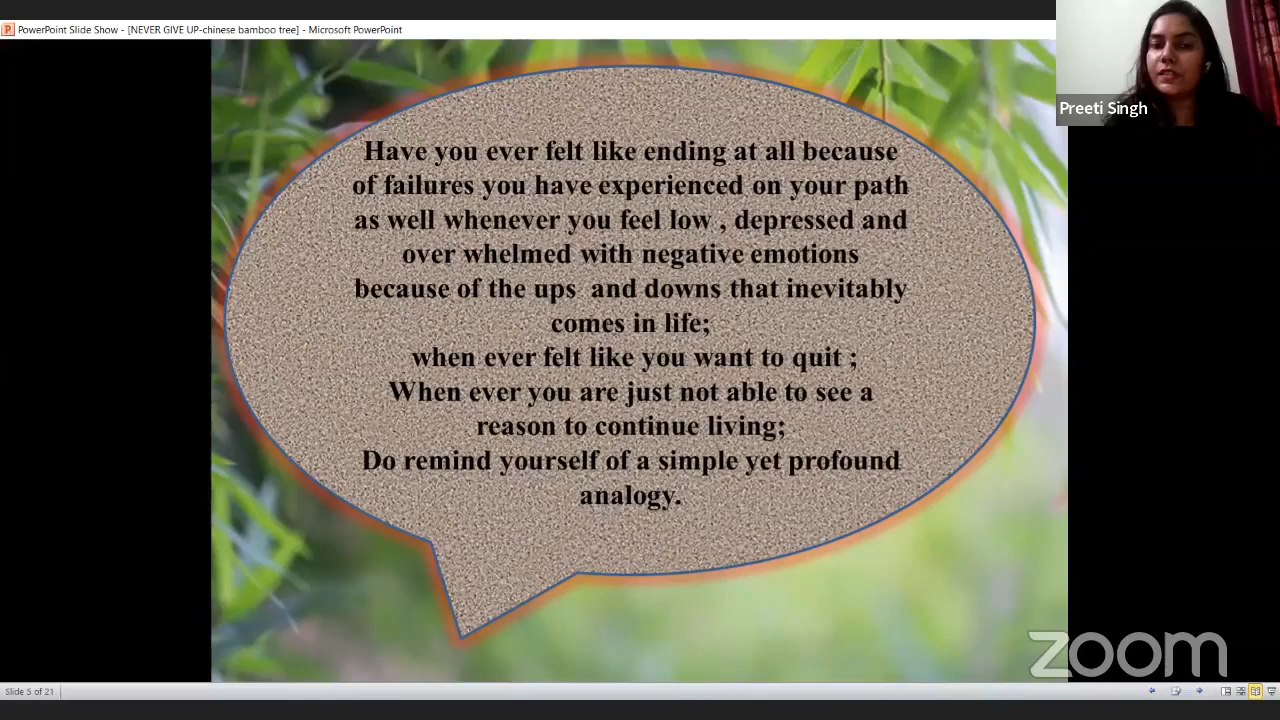 PowerPoint Slide Show - [NEVER GIVE UP-chinese bamboo tree] - Microsoft PowerPoint
Preeti Singh
Have you ever felt like ending at all because
of failures you have experienced on your path
as well whenever you feel low , depressed and
over whelmed with negative emotions
because of the ups  and downs that inevitably
comes in life;
when ever felt like you want to quit ;
When ever you are just not able to see a
reason to continue living;
Do remind yourself of a simple yet profound
analogy.
zoom
Slide 5 of 21